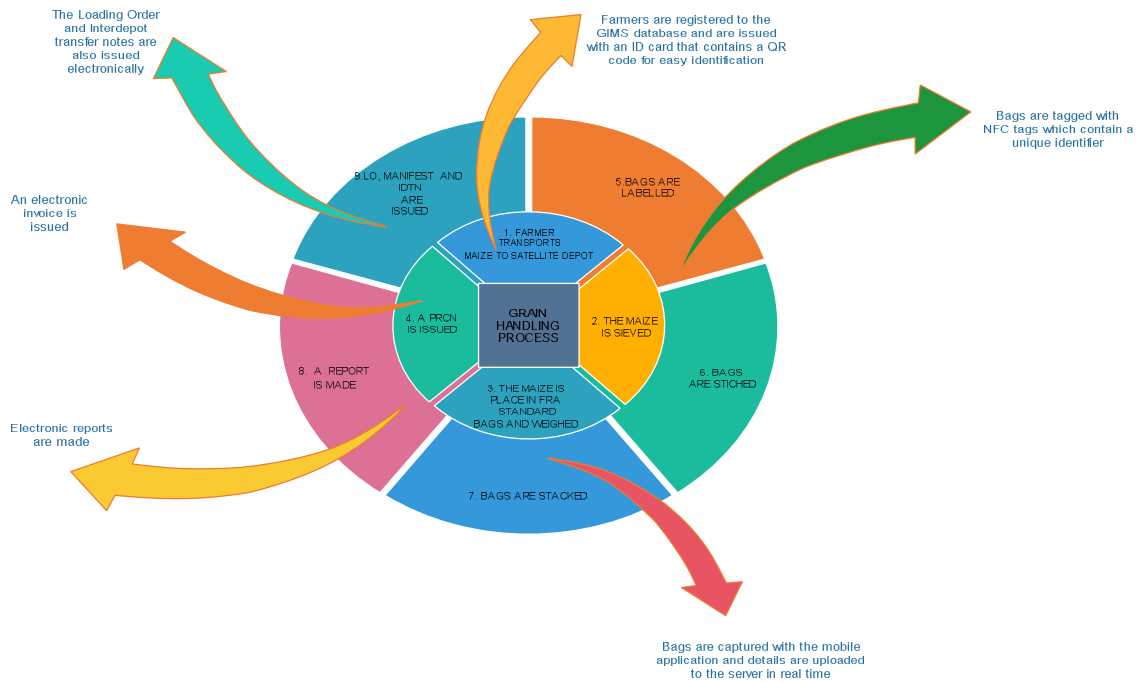 The Loading Order
and Interdepot
transfer notes are
also issued
electronically
Farmers are registered to the
GIMS database and are issued
with an ID card that contains a QR
code for easy identification
Bags are tagged with
NFC tags which contain a
unique identifier
An electronic
invoice is
issued
Electronic reports
are made
Bags are captured with the mobile
application and details are uploaded
to the server in real time
GRAIN
HANDLING
PROCESS
1. FARMER
TRANSPORTS
MAIZE TO SATELLITE DEPOT
2. THE MAIZE
IS SIEVED
3. THE MAIZE IS
PLACE IN FRA
STANDARD
BAGS AND WEIGHED
4. A PRCN
IS ISSUED
5.BAGS ARE
LABELLED
6. BAGS
ARE STICHED
7. BAGS ARE STACKED
8. A REPORT
IS MADE
9.LO, MANIFEST AND
IDTN
ARE
ISSUED